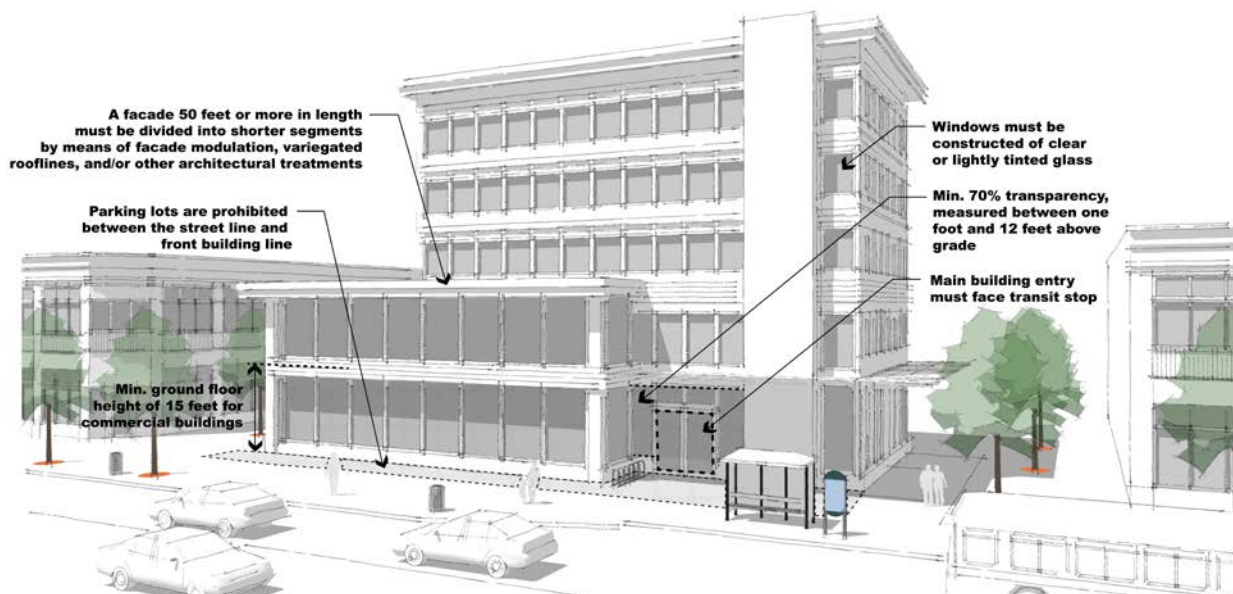 A facade 50 feet or more in length
must be divided into shorter segments
by means of facade modulation, variegated
rooflines, and/or other architectural treatments
Parking lots are prohibited
between the street line and
front building line
Min. ground floor
height of 15 feet for
commercial buildings
Windows must be
constructed of clear
or lightly tinted glass
Min. 70% transparency,
measured between one
foot and 12 feet above
grade
Main building entry
must face transit stop